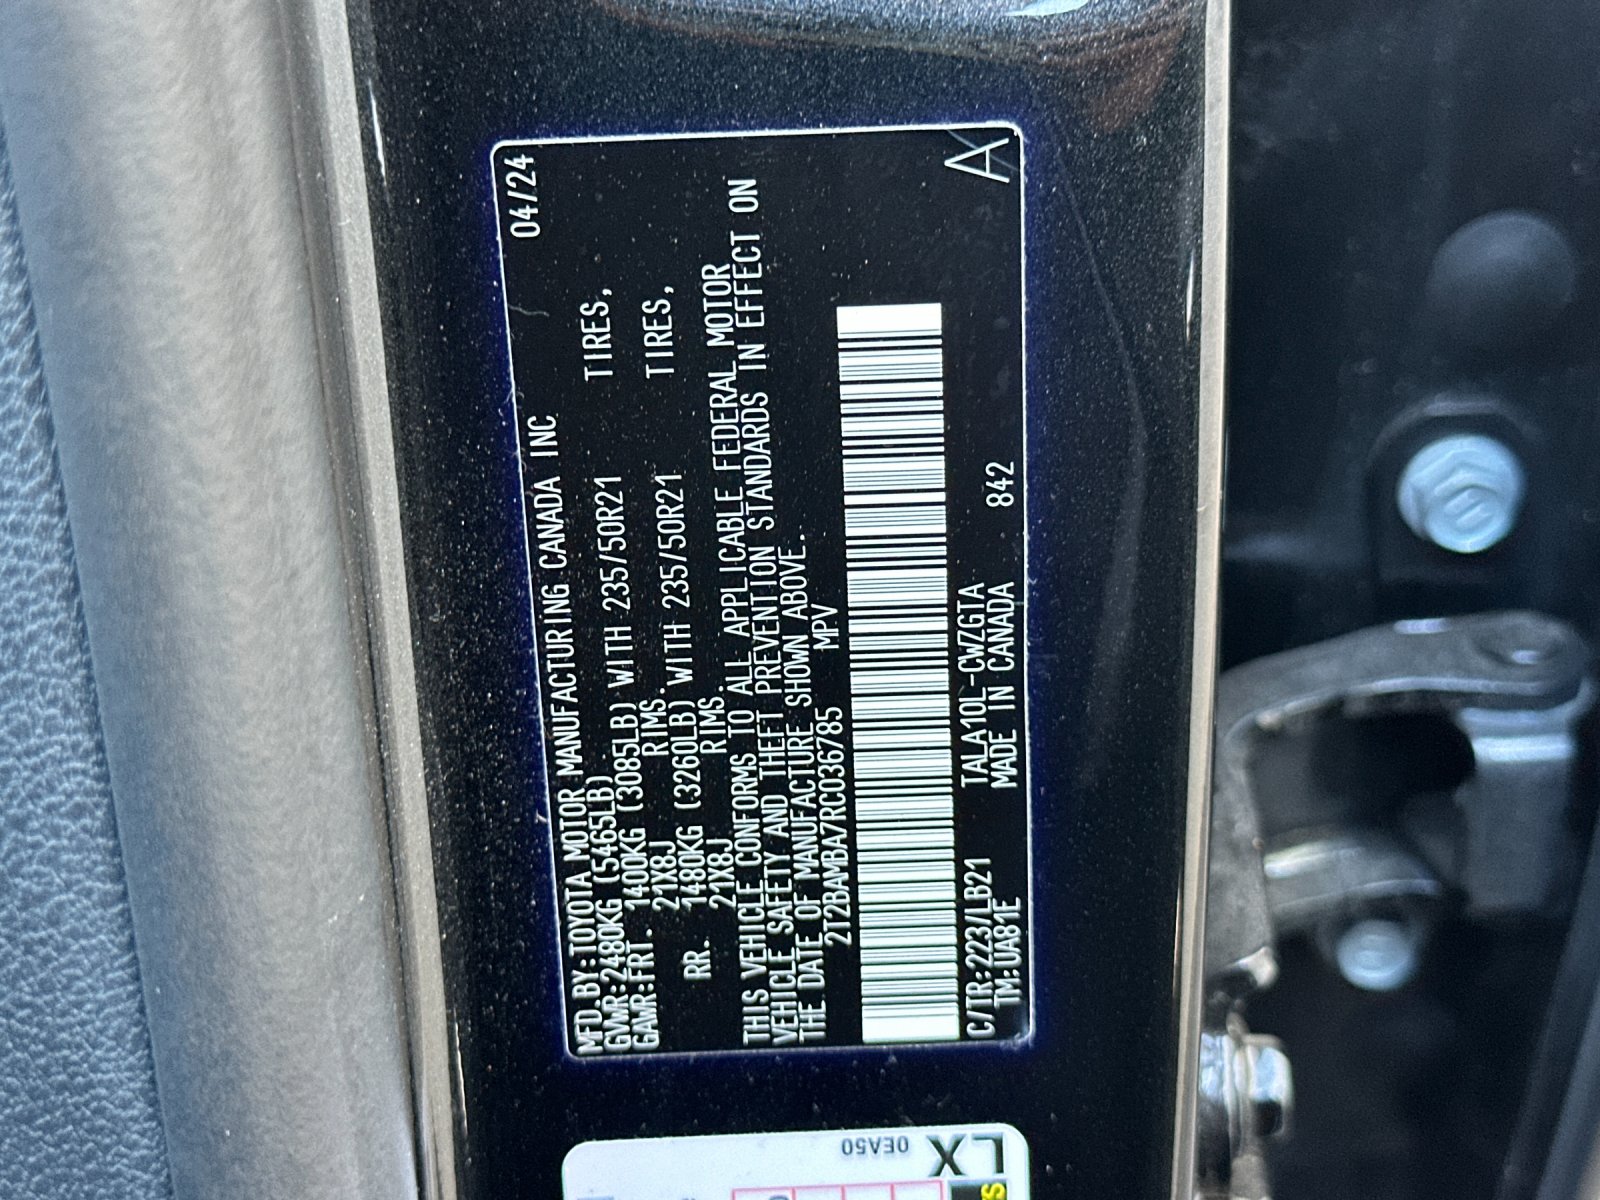 04/24
MFD.BY:TOYOTA MOTOR MANUFACTURING CANADA INC
GVWR:2480KG (5465LB)
GAWR:FRT. 1400KG (3085LB) WITH 235/50R21 TIRES,
21X8J RIMS.
RR. 1480KG (3260LB) WITH 235/50R21 TIRES,
21X8J RIMS.
THIS VEHICLE CONFORMS TO ALL APPLICABLE FEDERAL MOTOR
VEHICLE SAFETY AND THEFT PREVENTION STANDARDS IN EFFECT ON
THE DATE OF MANUFACTURE SHOWN ABOVE.
2T2BAMBA7RC036785 MPV
C/TR:223/LB21 TALA10L-CWZGTA
TM:UA81E MADE IN CANADA 842
A
0EA50
LX